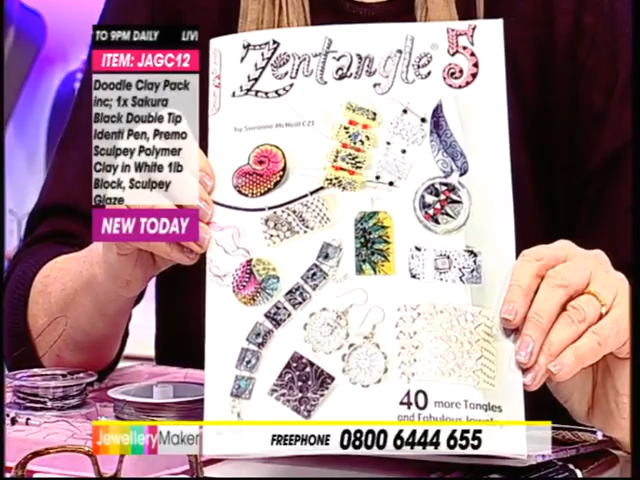 TO 9PM DAILY LIV
ITEM: JAGC12
Doodle Clay Pack
inc; 1x Sakura
Black Double Tip
Identi Pen, Premo
Sculpey Polymer
Clay in White 1lb
Block, Sculpey
Glaze
NEW TODAY
Zentangle® 5
by Suzanne McNeill CZT
40 more Tangles
and Fabulous Jewelry
JewelleryMaker
FREEPHONE 0800 6444 655